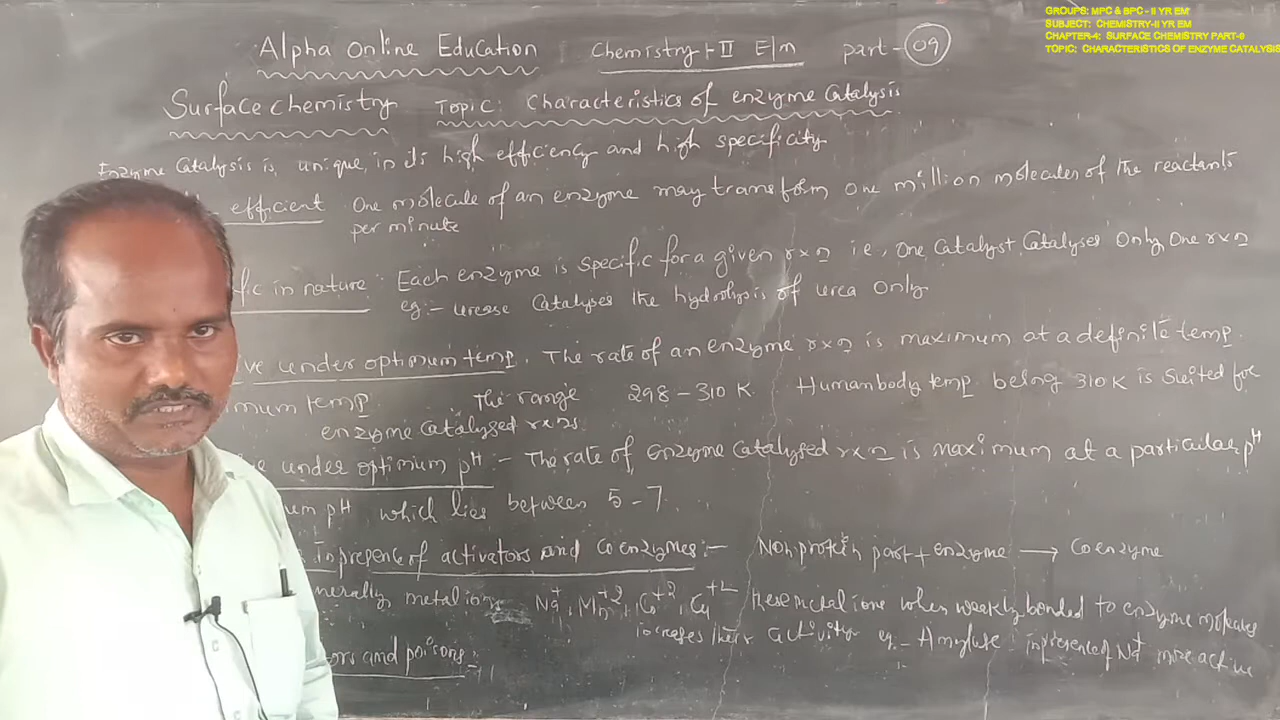 GROUPS: MPC & BPC - II YR EM
SUBJECT: CHEMISTRY-II YR EM
CHAPTER-4: SURFACE CHEMISTRY PART-9
TOPIC: CHARACTERISTICS OF ENZYME CATALYSIS
Alpha Online Education Chemistry-II E/m part-09
Surface chemistry Topic: Characteristics of enzyme Catalysis
Enzyme Catalysis is unique in its high efficiency and high specificity
efficient One molecule of an enzyme may transform one million molecules of the reactants
per minute
fic in nature: Each enzyme is specific for a given rxn i.e, one Catalyst Catalyses Only One rxn
eg:- urease Catalyses the hydrolysis of urea Only
ve under optimum temp. The rate of an enzyme rxn is maximum at a definite temp.
mum temp The range 298-310 K. Human body temp being 310 K is Suited for
enzyme Catalysed rxns
under optimum pH - The rate of enzyme Catalysed rxn is maximum at a particular pH
um pH which lies between 5-7.
in presence of activators and Co enzymes:- Non protein part + enzyme → Co enzyme
nerally metal ions Na+, Mn+2, Co+2, Cu+2 these metal ions when weekly bonded to enzyme molecules
increases their activity eg:- Amylase in presence of Na+ more active
ors and poisons:-